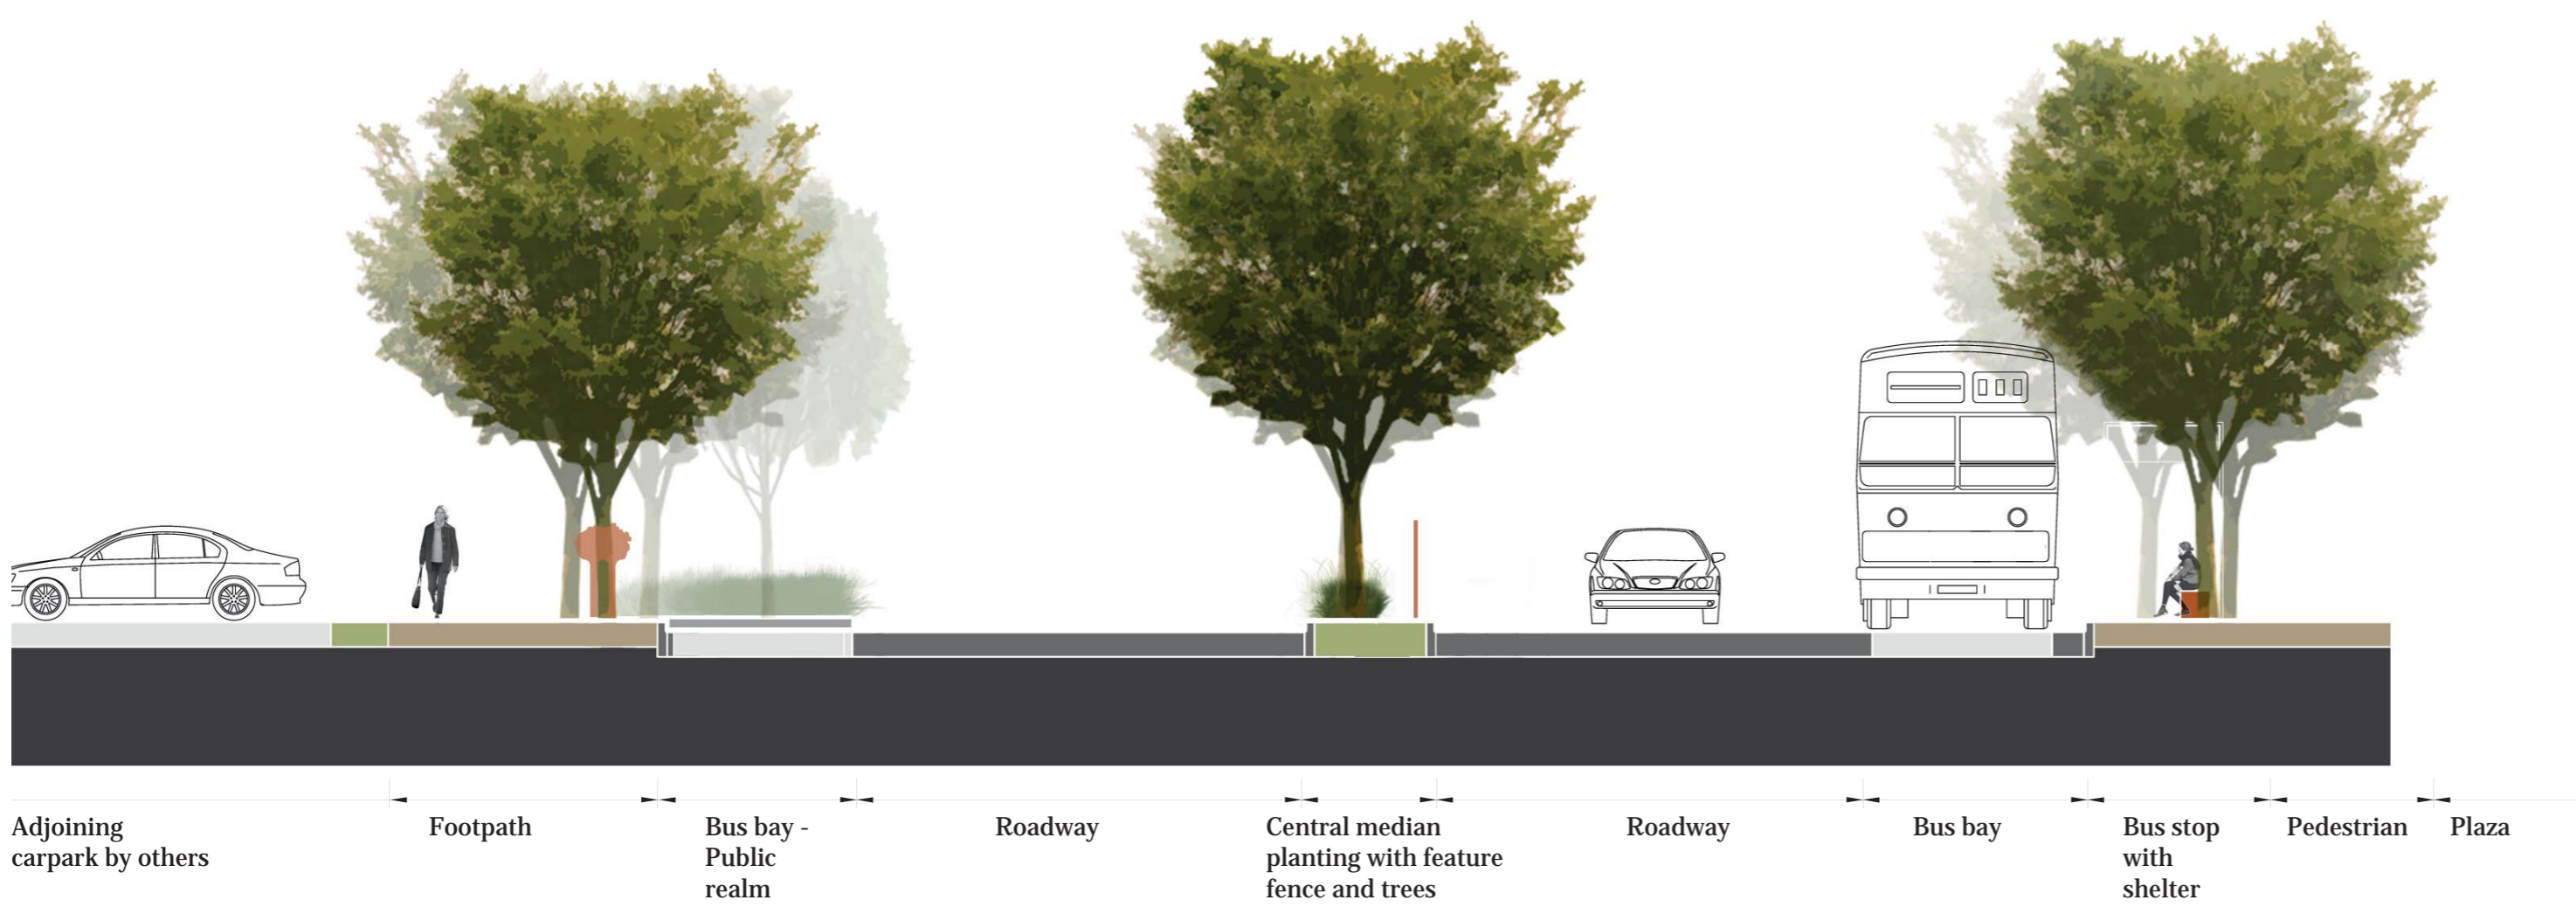 Adjoining
carpark by others
Footpath
Bus bay -
Public
realm
Roadway
Central median
planting with feature
fence and trees
Roadway
Bus bay
Bus stop
with
shelter
Pedestrian
Plaza